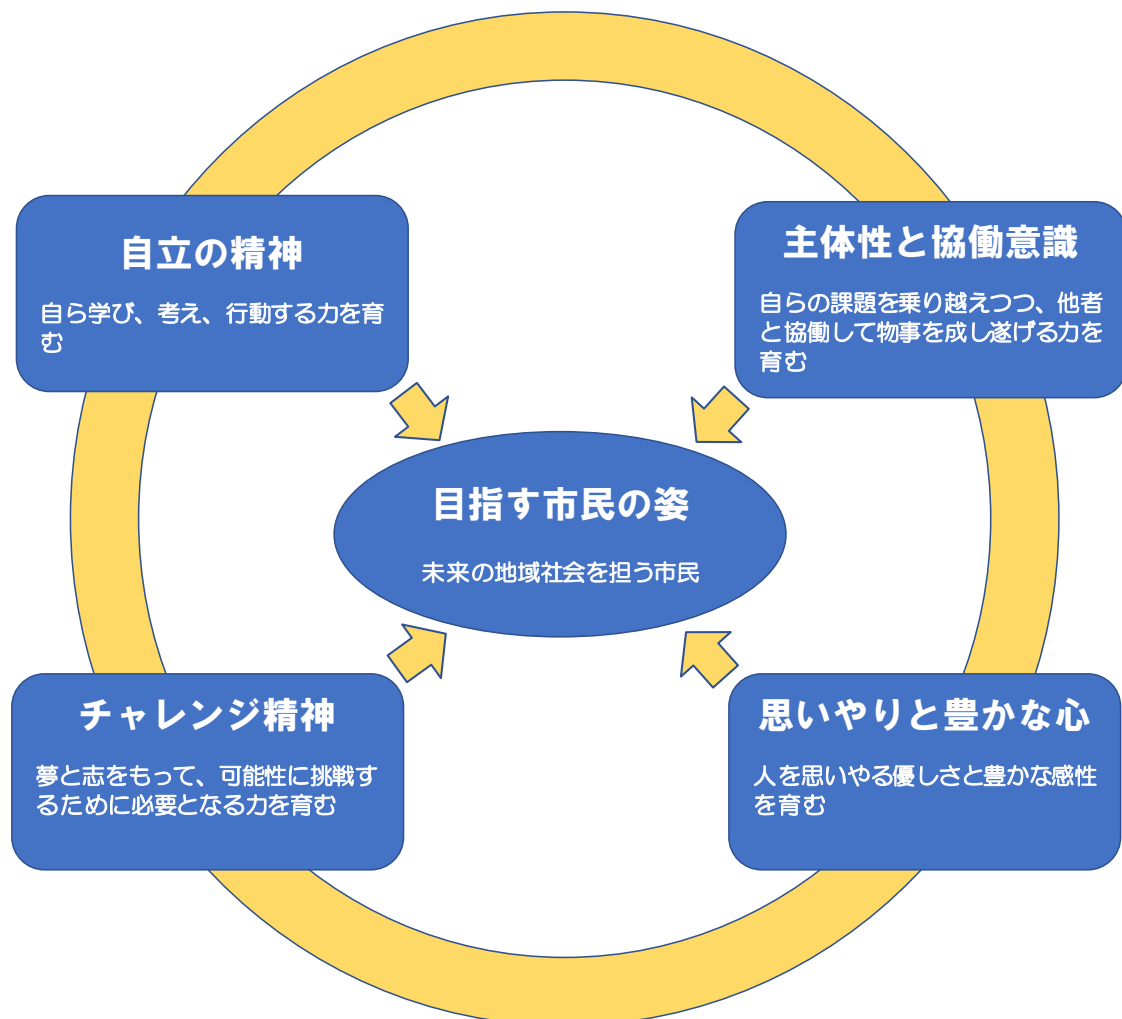 自立の精神
自ら学び、考え、行動する力を育
む
主体性と協働意識
自らの課題を乗り越えつつ、他者
と協働して物事を成し遂げる力を
育む
目指す市民の姿
未来の地域社会を担う市民
チャレンジ精神
夢と志をもって、可能性に挑戦す
るために必要となる力を育む
思いやりと豊かな心
人を思いやる優しさと豊かな感性
を育む